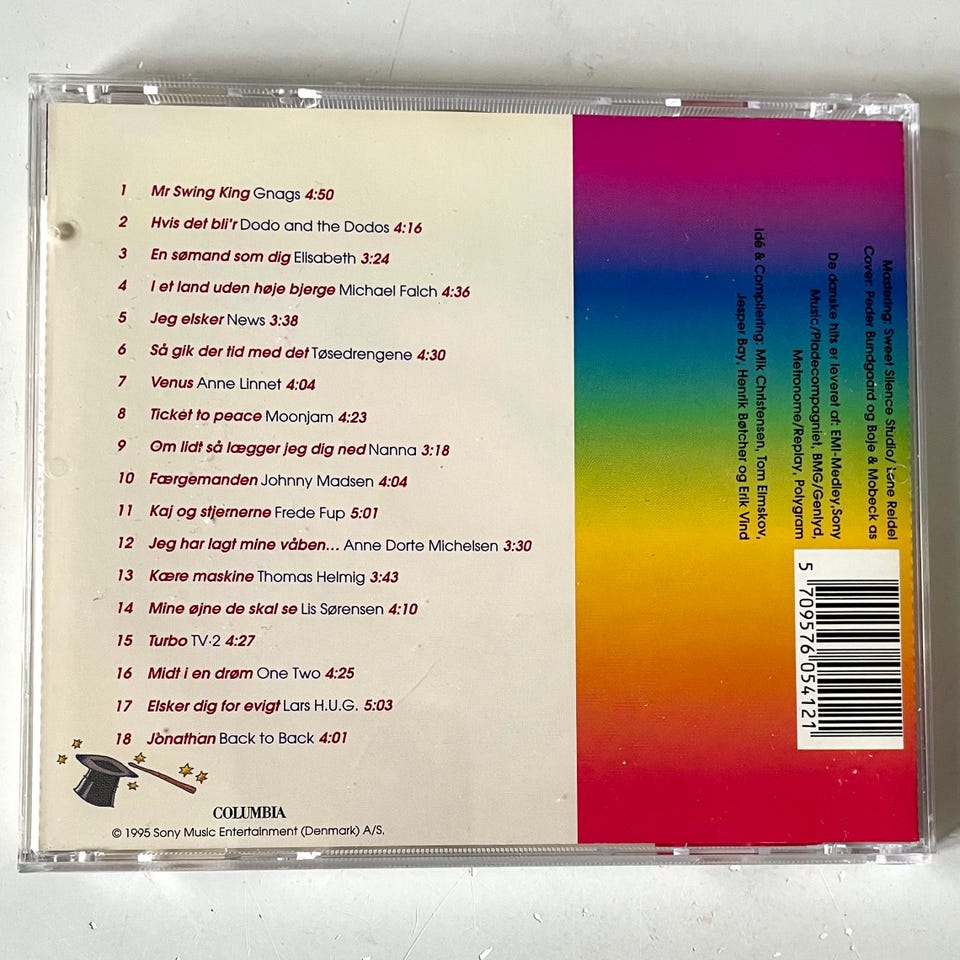 1 Mr Swing King Gnags 4:50
2 Hvis det bli'r Dodo and the Dodos 4:16
3 En sømand som dig Elisabeth 3:24
4 I et land uden høje bjerge Michael Falch 4:36
5 Jeg elsker News 3:38
6 Så gik der tid med det Tøsedrengene 4:30
7 Venus Anne Linnet 4:04
8 Ticket to peace Moonjam 4:23
9 Om lidt så lægger jeg dig ned Nanna 3:18
10 Færgemanden Johnny Madsen 4:04
11 Kaj og stjernerne Frede Fup 5:01
12 Jeg har lagt mine våben... Anne Dorte Michelsen 3:30
13 Kære maskine Thomas Helmig 3:43
14 Mine øjne de skal se Lis Sørensen 4:10
15 Turbo TV·2 4:27
16 Midt i en drøm One Two 4:25
17 Elsker dig for evigt Lars H.U.G. 5:03
18 Jonathan Back to Back 4:01
COLUMBIA
© 1995 Sony Music Entertainment (Denmark) A/S.
Mastering: Sweet Silence Studio/ Lene Reidel
Cover: Peder Bundgaard og Boje & Mobeck as
De danske hits er leveret af: EMI-Medley,Sony
Music/Pladecompagniet, BMG/Genlyd,
Metronome/Replay, Polygram
Idé & Compilering: Mik Christensen, Tom Elmskov,
Jesper Bay, Henrik Bøtcher og Erik Vind
5 709576 054121